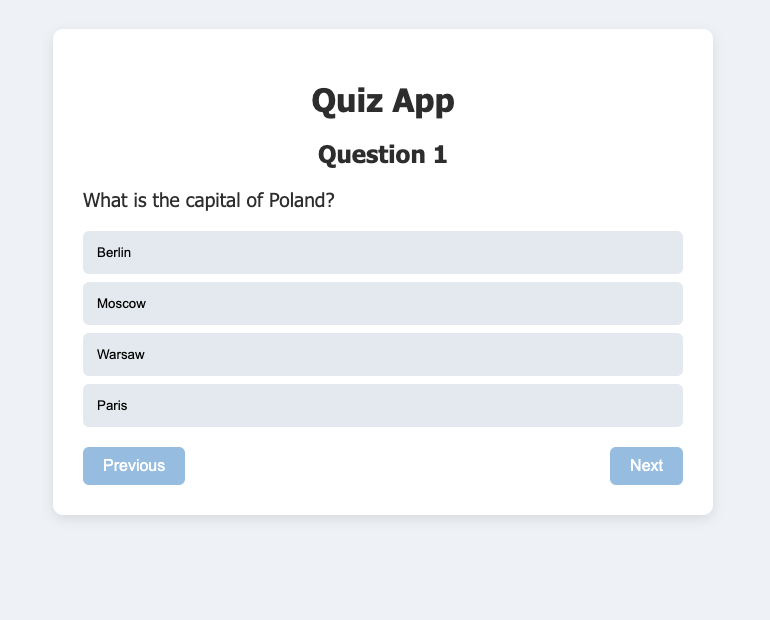 Quiz App
Question 1
What is the capital of Poland?
Berlin
Moscow
Warsaw
Paris
Previous
Next